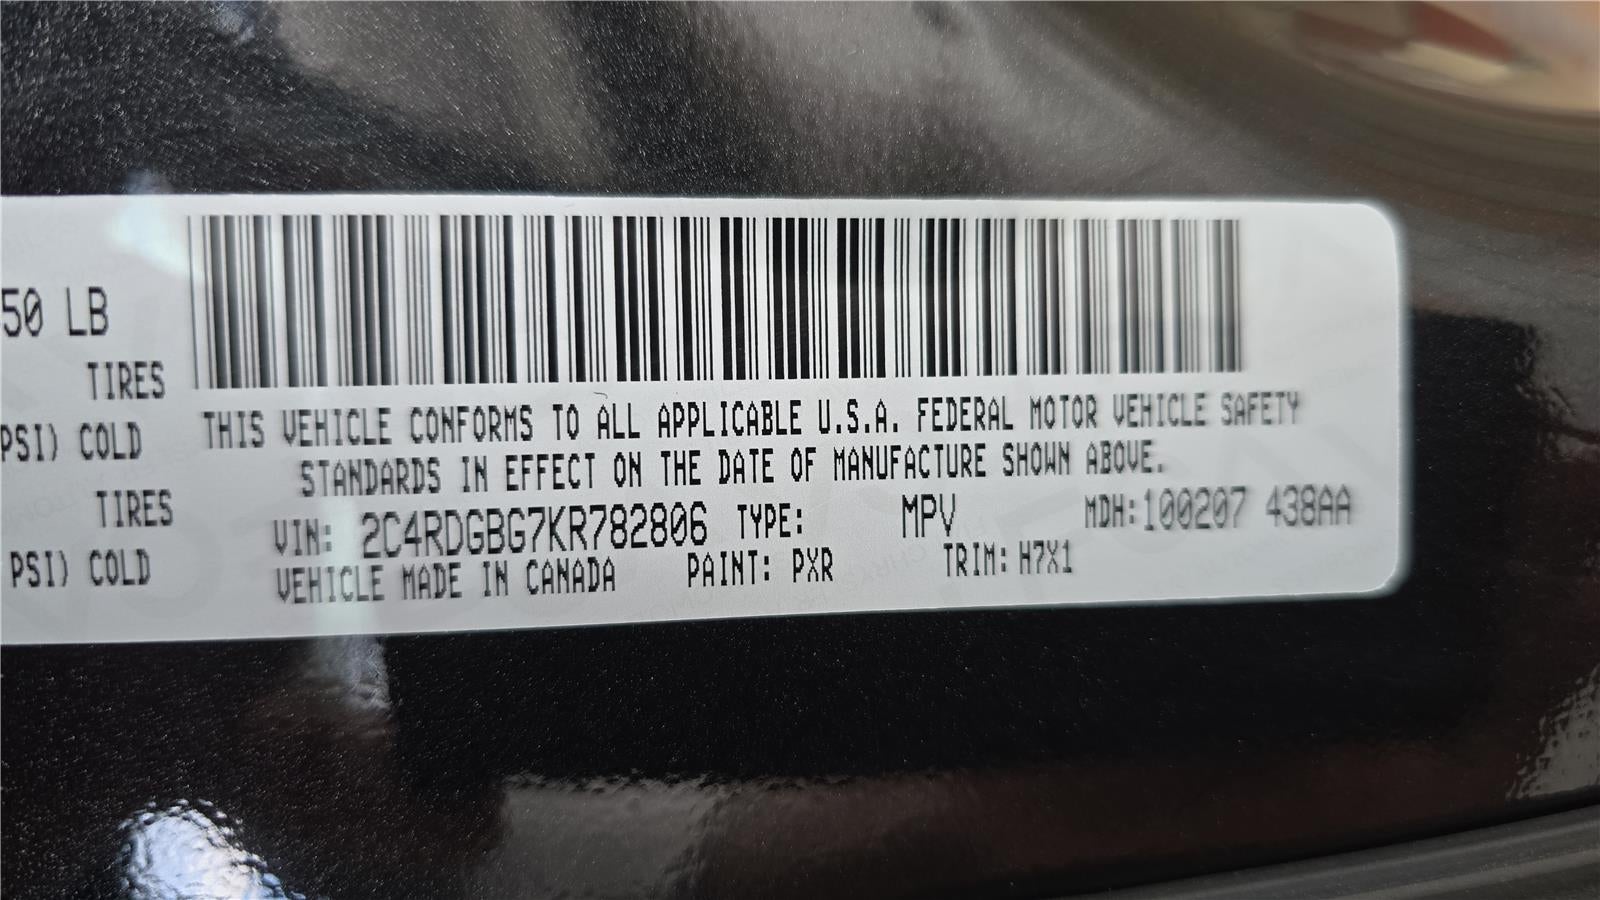 50 LB
TIRES
PSI) COLD
TIRES
PSI) COLD
THIS VEHICLE CONFORMS TO ALL APPLICABLE U.S.A. FEDERAL MOTOR VEHICLE SAFETY
STANDARDS IN EFFECT ON THE DATE OF MANUFACTURE SHOWN ABOVE.
VIN: 2C4RDGBG7KR782806 TYPE: MPV MDH:100207 438AA
VEHICLE MADE IN CANADA PAINT: PXR TRIM: H7X1